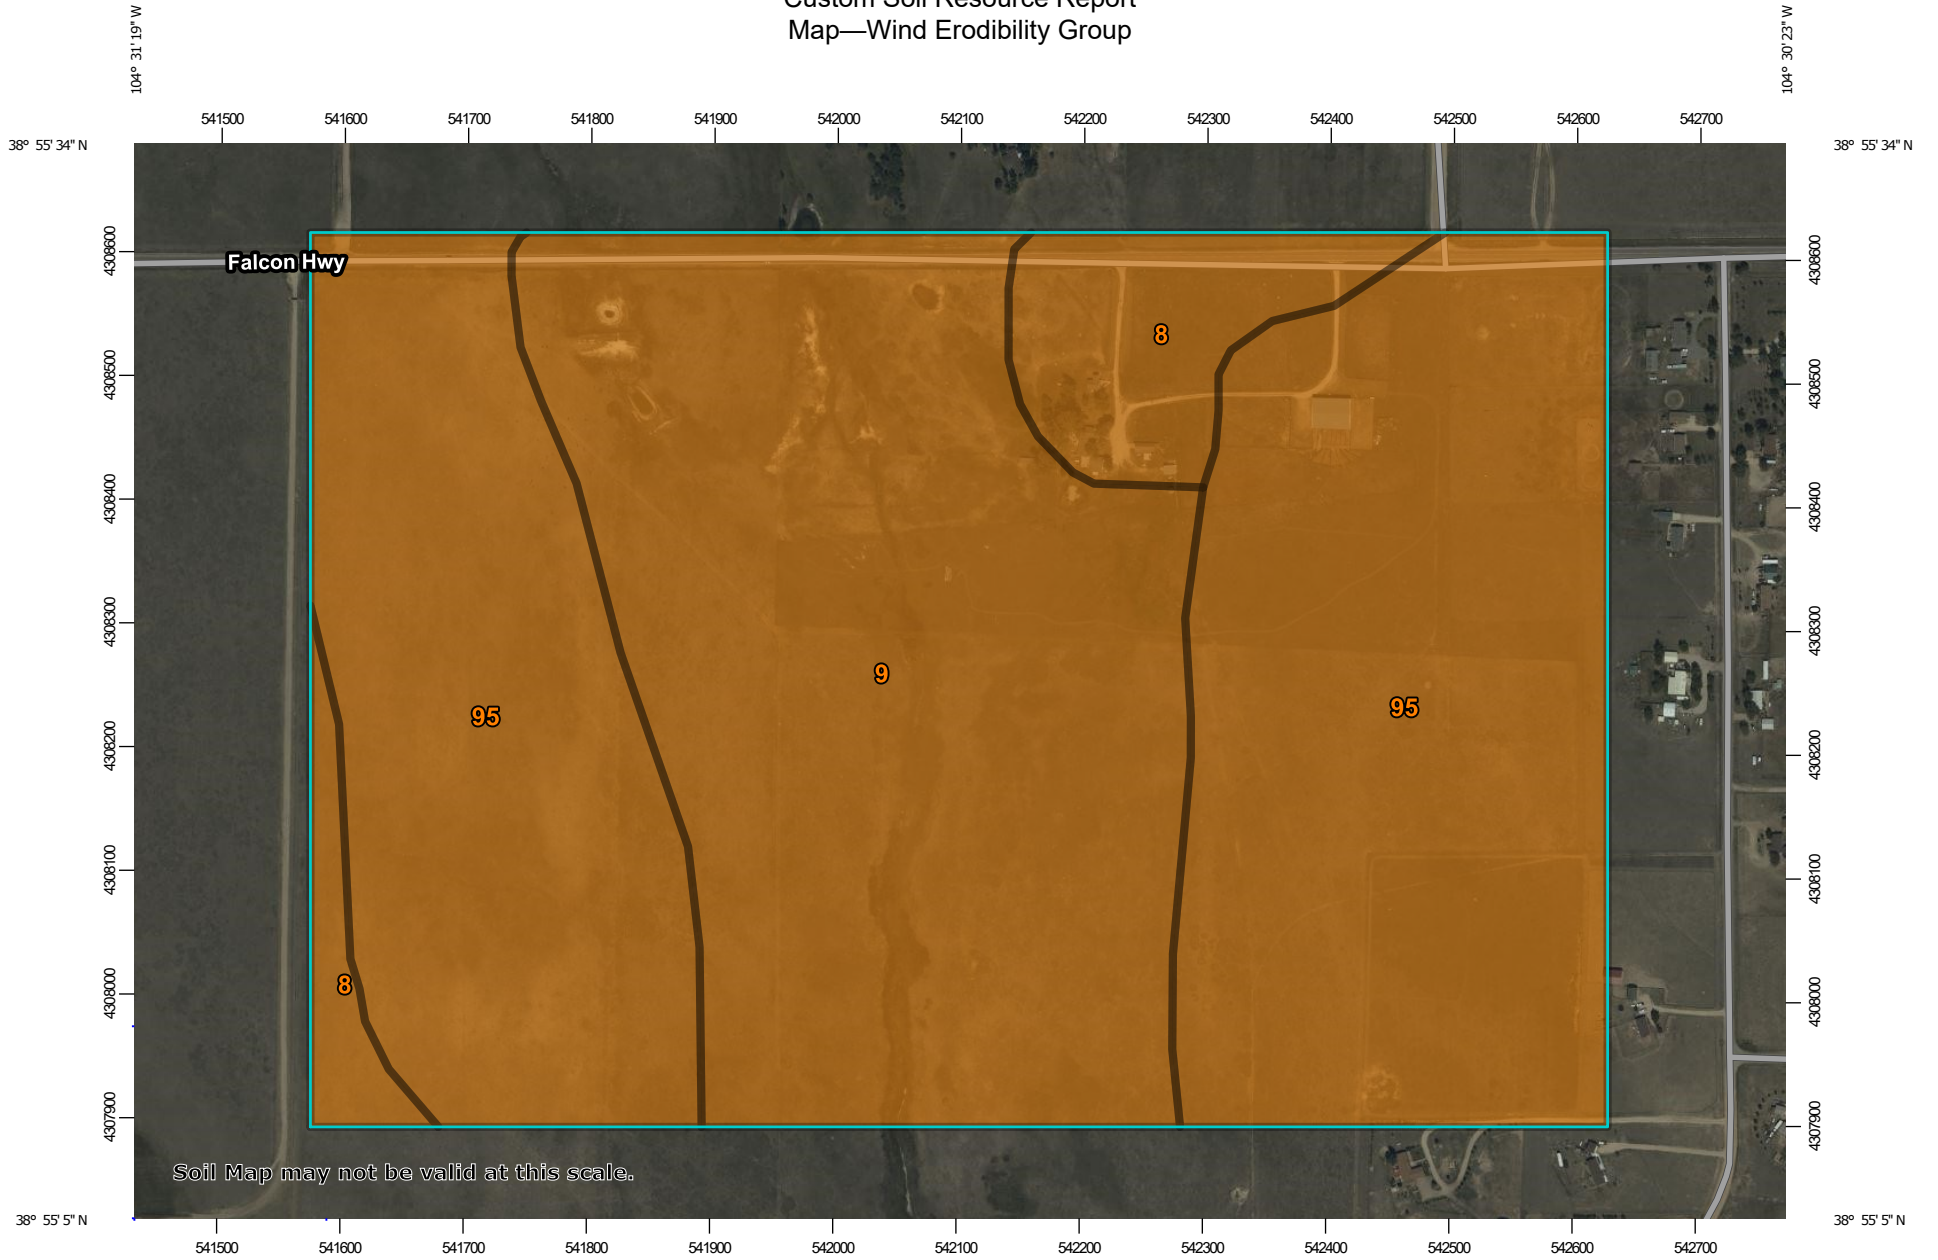 Custom Soil Resource Report
Map—Wind Erodibility Group
104° 31' 19" W
104° 30' 23" W
541500 541600 541700 541800 541900 542000 542100 542200 542300 542400 542500 542600 542700
38° 55' 34" N
38° 55' 34" N
4308600
4308500
4308400
4308300
4308200
4308100
4308000
4307900
Falcon Hwy
8
9
95
95
8
Soil Map may not be valid at this scale.
4308600
4308500
4308400
4308300
4308200
4308100
4308000
4307900
38° 55' 5" N
38° 55' 5" N
541500 541600 541700 541800 541900 542000 542100 542200 542300 542400 542500 542600 542700